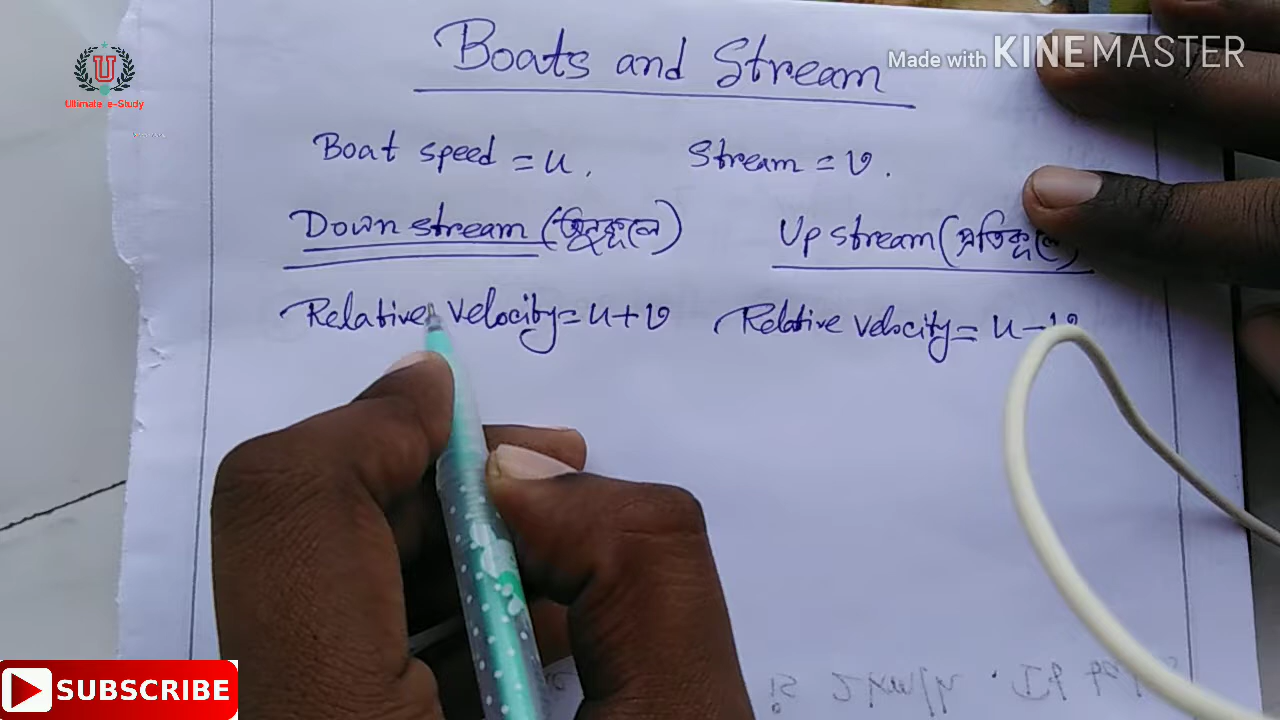 Boats and Stream
Made with KINEMASTER
U
Ultimate e-Study
Boat speed = u, Stream = v.
Down stream (অনুকূলে) Up stream (প্রতিকূলে)
Relative velocity = u+v Relative velocity = u-v
SUBSCRIBE